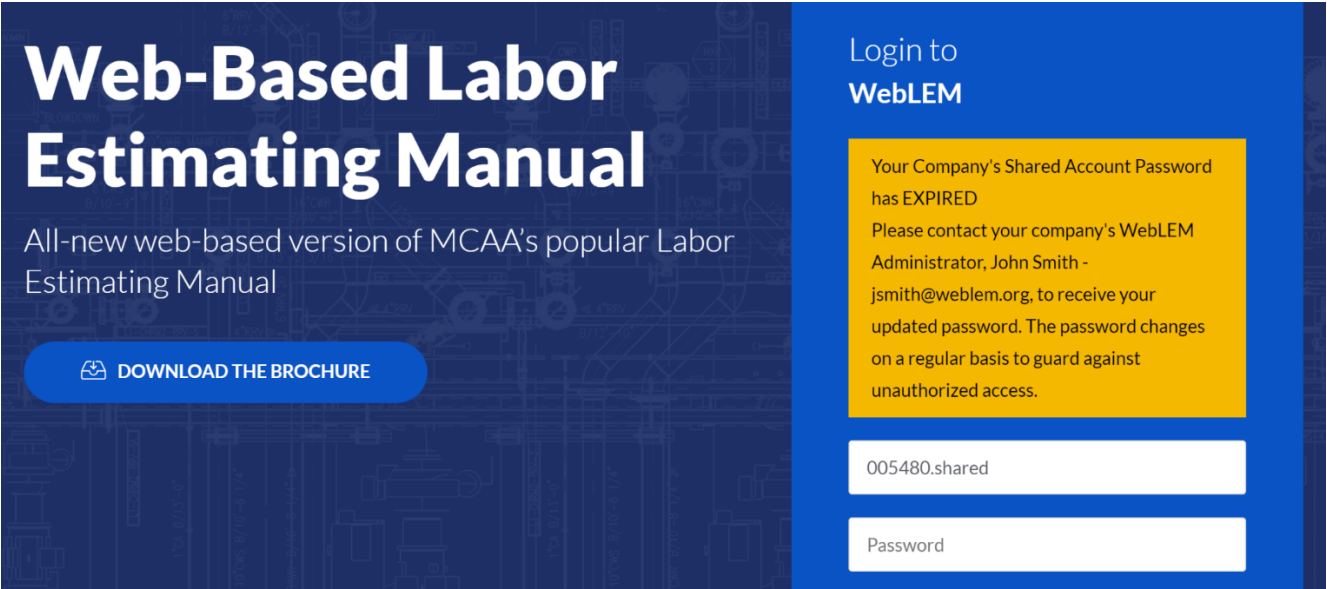 Web-Based Labor
Estimating Manual
All-new web-based version of MCAA's popular Labor
Estimating Manual
DOWNLOAD THE BROCHURE
Login to
WebLEM
Your Company's Shared Account Password
has EXPIRED
Please contact your company's WebLEM
Administrator, John Smith -
jsmith@weblem.org, to receive your
updated password. The password changes
on a regular basis to guard against
unauthorized access.
005480.shared
Password